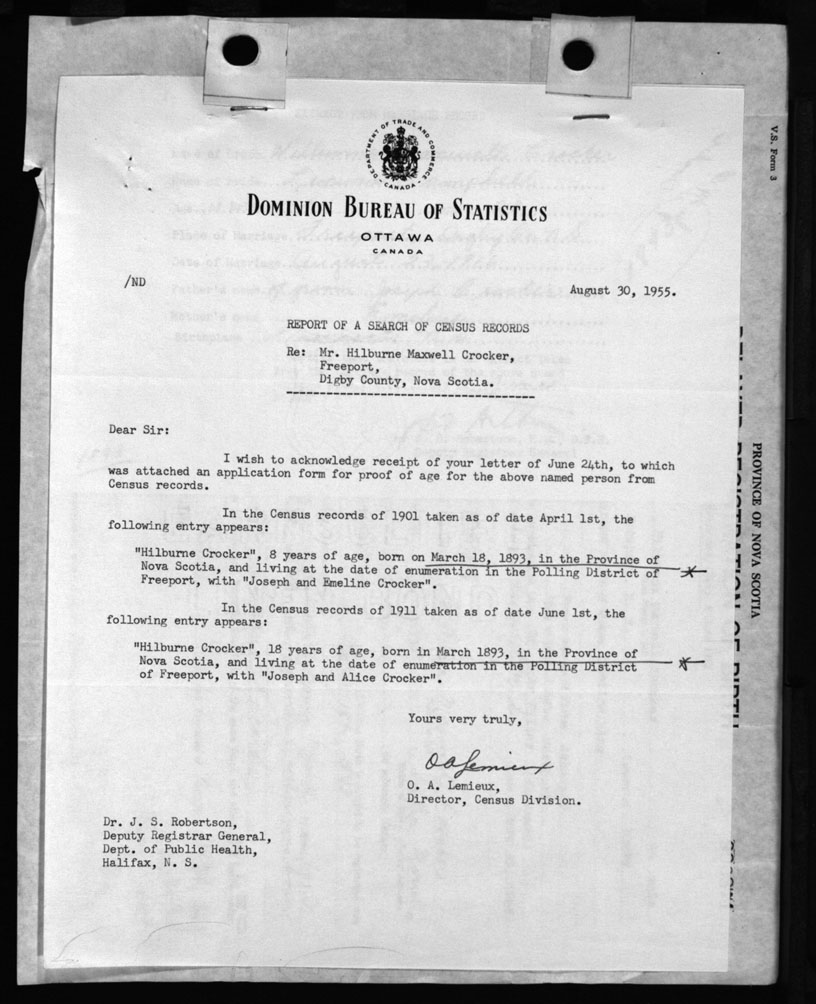 DEPARTMENT OF TRADE AND COMMERCE
· CANADA ·
DOMINION BUREAU OF STATISTICS
OTTAWA
CANADA
/ND
August 30, 1955.
REPORT OF A SEARCH OF CENSUS RECORDS
Re: Mr. Hilburne Maxwell Crocker,
Freeport,
Digby County, Nova Scotia.
Dear Sir:
I wish to acknowledge receipt of your letter of June 24th, to which
was attached an application form for proof of age for the above named person from
Census records.
In the Census records of 1901 taken as of date April 1st, the
following entry appears:
"Hilburne Crocker", 8 years of age, born on March 18, 1893, in the Province of
Nova Scotia, and living at the date of enumeration in the Polling District of
Freeport, with "Joseph and Emeline Crocker".
In the Census records of 1911 taken as of date June 1st, the
following entry appears:
"Hilburne Crocker", 18 years of age, born in March 1893, in the Province of
Nova Scotia, and living at the date of enumeration in the Polling District
of Freeport, with "Joseph and Alice Crocker".
Yours very truly,
O A Lemieux
O. A. Lemieux,
Director, Census Division.
Dr. J. S. Robertson,
Deputy Registrar General,
Dept. of Public Health,
Halifax, N. S.
V.S. Form 3
PROVINCE OF NOVA SCOTIA
REGISTRATION OF BIRTH